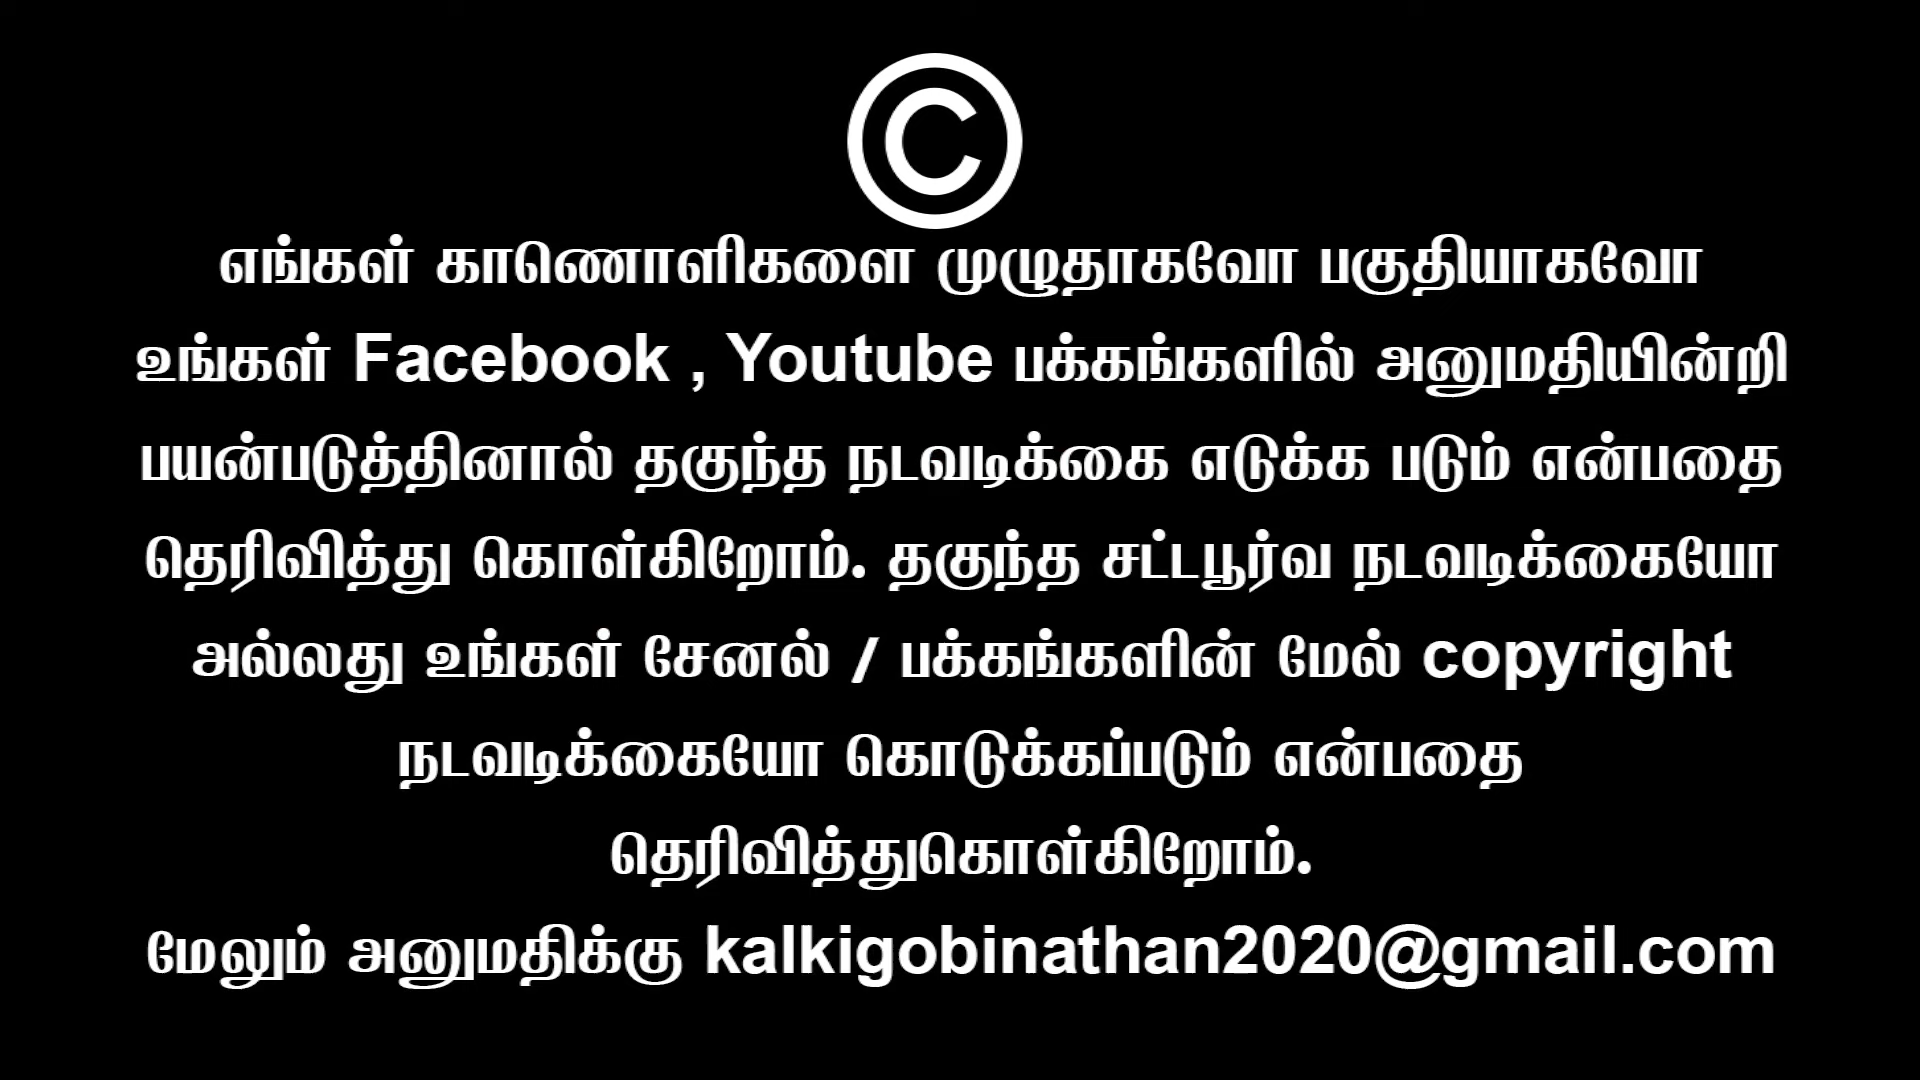 ©
எங்கள் காணொளிகளை முழுதாகவோ பகுதியாகவோ
உங்கள் Facebook , Youtube பக்கங்களில் அனுமதியின்றி
பயன்படுத்தினால் தகுந்த நடவடிக்கை எடுக்க படும் என்பதை
தெரிவித்து கொள்கிறோம். தகுந்த சட்டபூர்வ நடவடிக்கையோ
அல்லது உங்கள் சேனல் / பக்கங்களின் மேல் copyright
நடவடிக்கையோ கொடுக்கப்படும் என்பதை
தெரிவித்துகொள்கிறோம்.
மேலும் அனுமதிக்கு kalkigobinathan2020@gmail.com